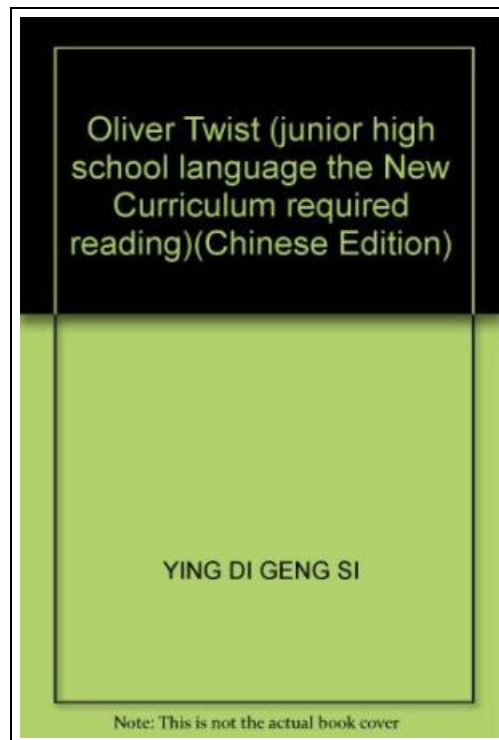 Oliver Twist (junior high
school language the New
Curriculum required
reading)(Chinese Edition)
YING DI GENG SI
Note: This is not the actual book cover